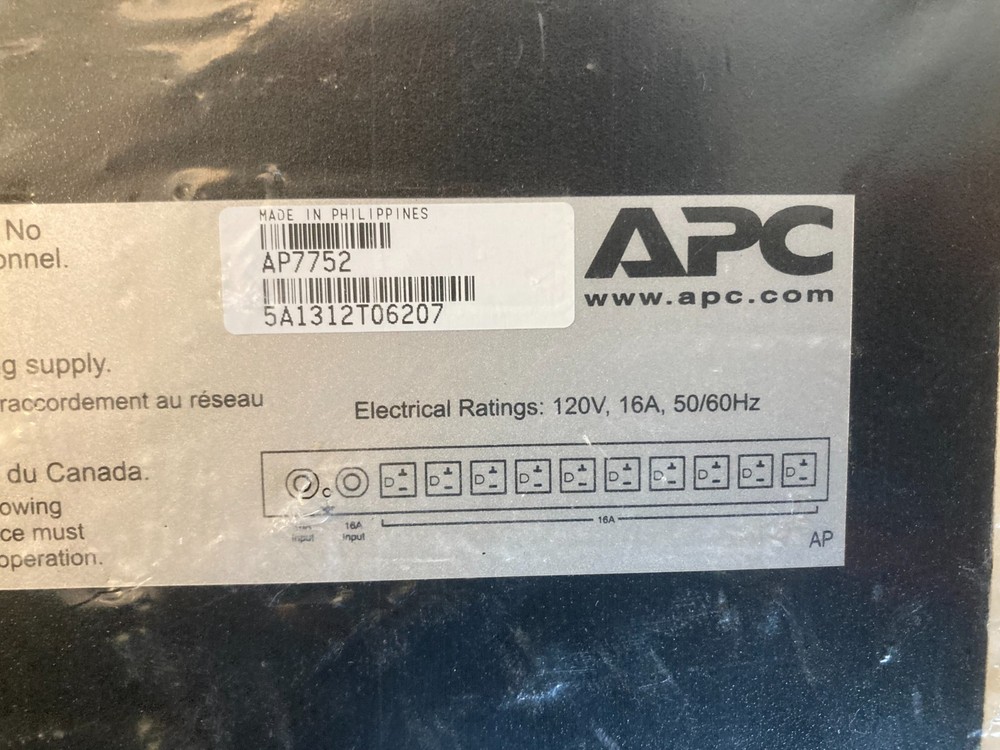 No
onnel.
MADE IN PHILIPPINES
AP7752
5A1312T06207
APC
www.apc.com
g supply.
raccordement au réseau
Electrical Ratings: 120V, 16A, 50/60Hz
du Canada.
owing
ce must
operation.
c
Input
16A
Input
16A
AP